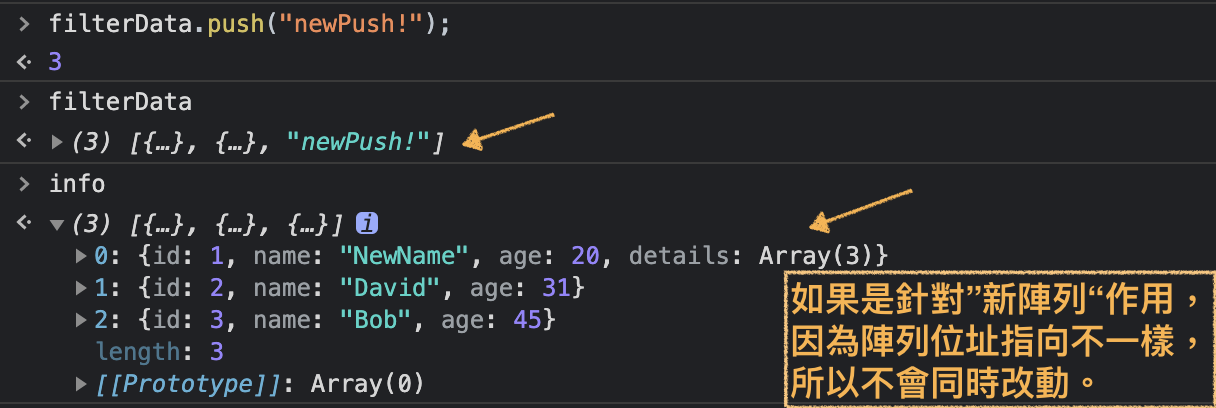 > filterData.push("newPush!");
<· 3
> filterData
<· ▶ (3) [{…}, {…}, "newPush!"]
> info
<· ▼ (3) [{…}, {…}, {…}] i
▶ 0: {id: 1, name: "NewName", age: 20, details: Array(3)}
▶ 1: {id: 2, name: "David", age: 31}
▶ 2: {id: 3, name: "Bob", age: 45}
length: 3
▶ [[Prototype]]: Array(0)
如果是針對”新陣列“作用，
因為陣列位址指向不一樣，
所以不會同時改動。